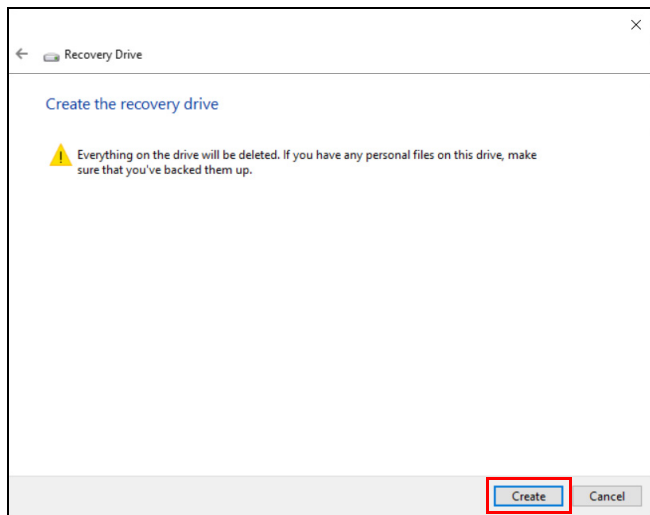 Recovery Drive
Create the recovery drive
Everything on the drive will be deleted. If you have any personal files on this drive, make
sure that you've backed them up.
Create Cancel